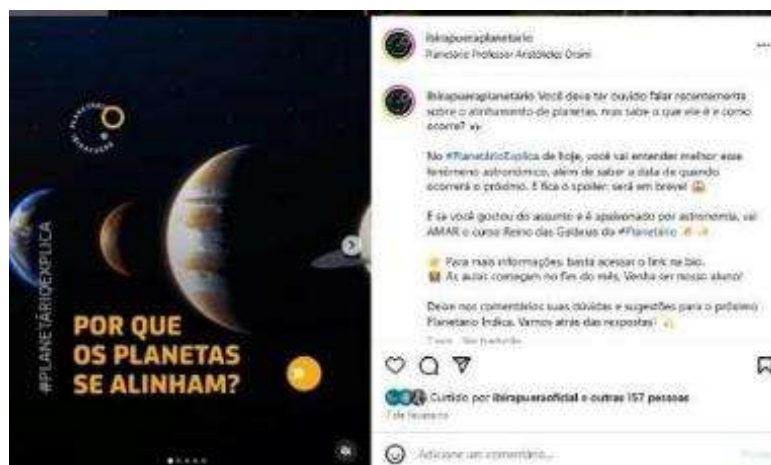 PLANETÁRIO
IBIRAPUERA
#PLANETÁRIOEXPLICA
POR QUE
OS PLANETAS
SE ALINHAM?
ibirapueraplanetario
Planetário Professor Aristóteles Orsini
ibirapueraplanetario Você deve ter ouvido falar recentemente
sobre o alinhamento de planetas, mas sabe o que ele é e como
ocorre? 👀
No #PlanetárioExplica de hoje, você vai entender melhor esse
fenômeno astronômico, além de saber a data de quando
ocorrerá o próximo. E fica o spoiler: será em breve!
E se você gostou do assunto e é apaixonado por astronomia, vai
AMAR o curso Reino das Galáxias do #Planetário
Para mais informações, basta acessar o link na bio.
As aulas começam no fim do mês. Venha ser nosso aluno!
Deixe nos comentários suas dúvidas e sugestões para o próximo
Planetário Indica. Vamos atrás das respostas!
Ver tradução
Curtido por ibirapueraoficial e outras 157 pessoas
7 de fevereiro
Adicione um comentário...